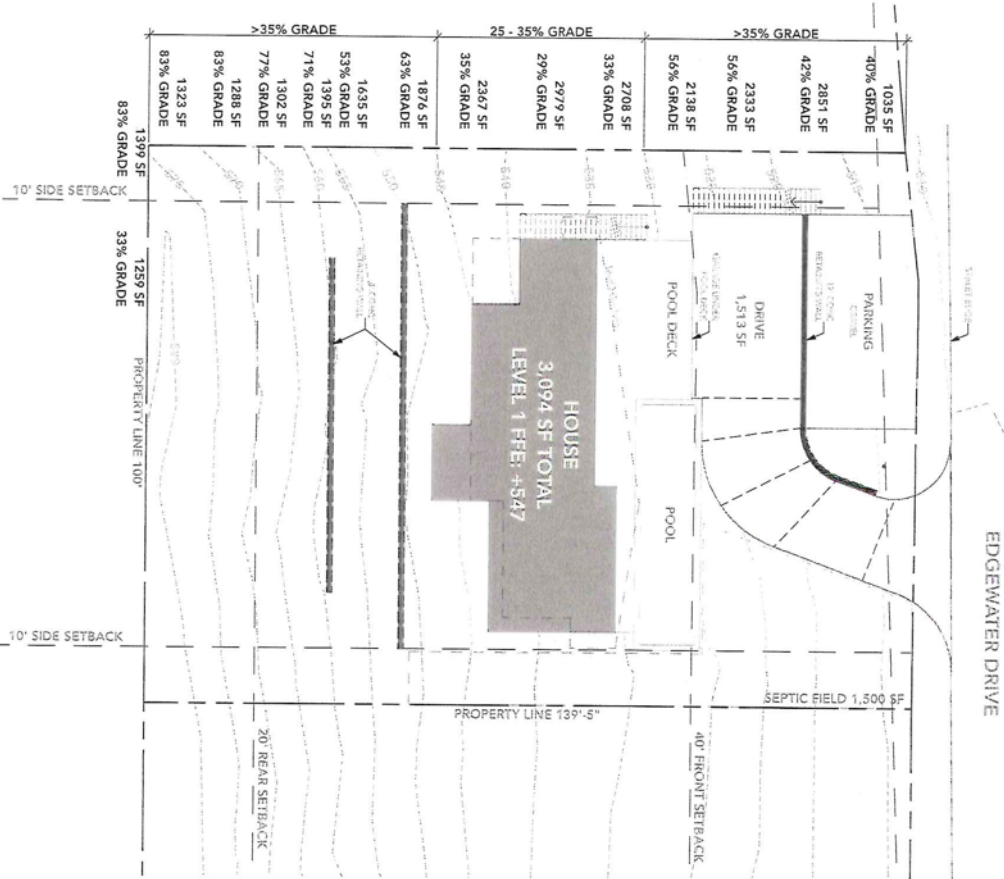 >35% GRADE
25 - 35% GRADE
>35% GRADE
1323 SF
83% GRADE
1288 SF
83% GRADE
1302 SF
77% GRADE
1395 SF
71% GRADE
1635 SF
53% GRADE
1876 SF
63% GRADE
2367 SF
35% GRADE
2979 SF
29% GRADE
2708 SF
33% GRADE
2138 SF
56% GRADE
2333 SF
56% GRADE
2851 SF
42% GRADE
1035 SF
40% GRADE
1399 SF
83% GRADE
1259 SF
33% GRADE
10' SIDE SETBACK
PROPERTY LINE 100'
10' SIDE SETBACK
HOUSE
3,094 SF TOTAL
LEVEL 1 FFE: +547
POOL DECK
POOL
DRIVE
1,513 SF
PARKING
RETAINING WALL
EDGEWATER DRIVE
SEPTIC FIELD 1,500 SF
PROPERTY LINE 139'-5"
20' REAR SETBACK
40' FRONT SETBACK